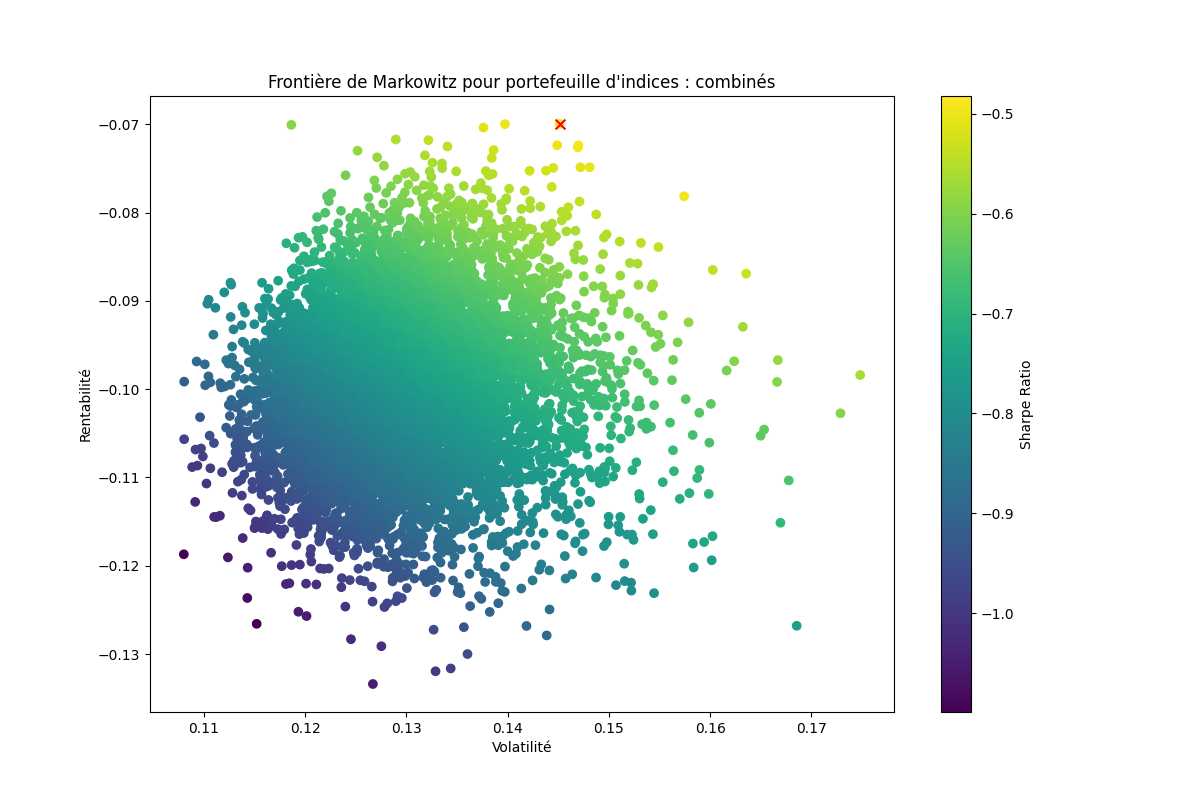 Frontière de Markowitz pour portefeuille d'indices : combinés
Rentabilité
−0.07
−0.08
−0.09
−0.10
−0.11
−0.12
−0.13
0.11 0.12 0.13 0.14 0.15 0.16 0.17
Volatilité
−0.5
−0.6
−0.7
−0.8
−0.9
−1.0
Sharpe Ratio